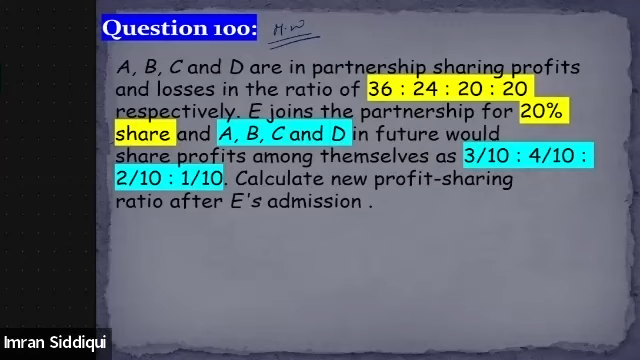 Question 100: H.W
A, B, C and D are in partnership sharing profits
and losses in the ratio of 36 : 24 : 20 : 20
respectively. E joins the partnership for 20%
share and A, B, C and D in future would
share profits among themselves as 3/10 : 4/10 :
2/10 : 1/10. Calculate new profit-sharing
ratio after E's admission .
Imran Siddiqui